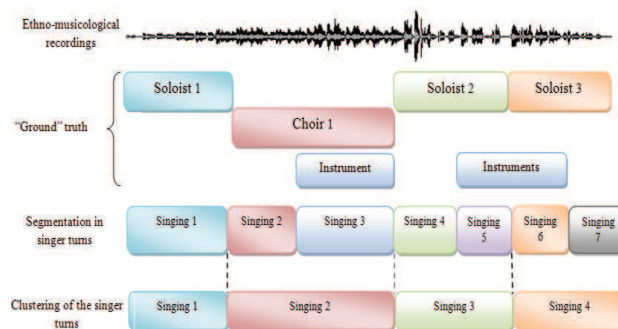 Ethno-musicological
recordings
Soloist 1
Soloist 2
Soloist 3
"Ground" truth
Choir 1
Instrument
Instruments
Segmentation in
singer turns
Singing 1
Singing 2
Singing 3
Singing 4
Singing
5
Singing
6
Singing
7
Clustering of the singer
turns
Singing 1
Singing 2
Singing 3
Singing 4